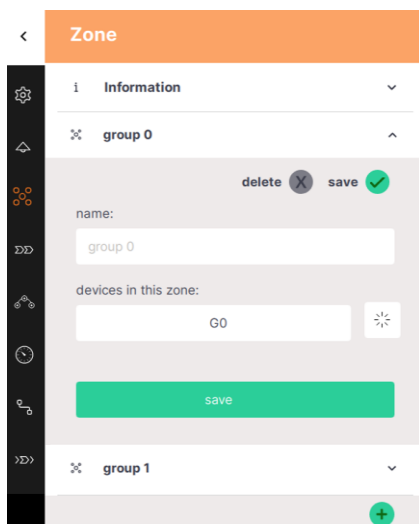 Zone
i Information
group 0
delete X save
name:
group 0
devices in this zone:
G0
save
group 1